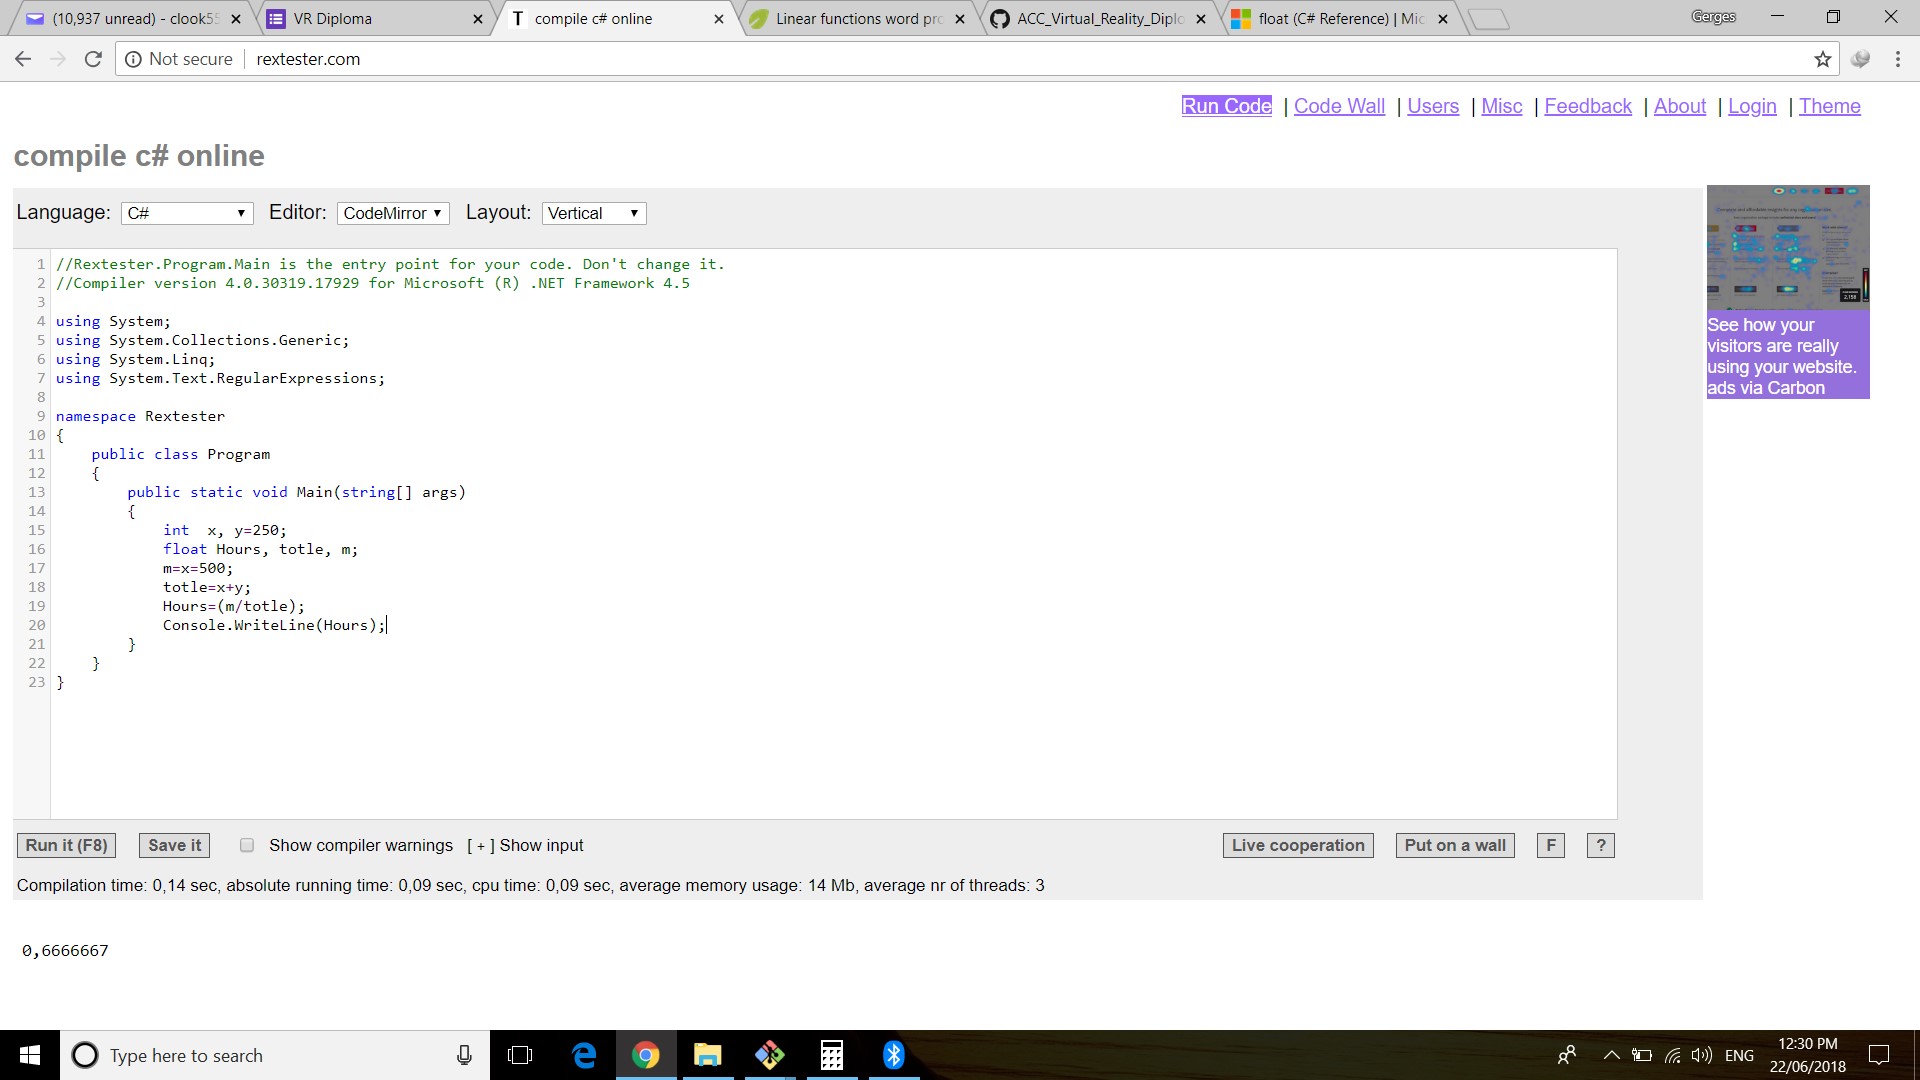 (10,937 unread) - clook55
VR Diploma
compile c# online
Linear functions word pro
ACC_Virtual_Reality_Diplo
float (C# Reference) | Mic
Gerges
Not secure
rextester.com
Run Code | Code Wall | Users | Misc | Feedback | About | Login | Theme
compile c# online
Language: C# Editor: CodeMirror Layout: Vertical
1 //Rextester.Program.Main is the entry point for your code. Don't change it.
2 //Compiler version 4.0.30319.17929 for Microsoft (R) .NET Framework 4.5
3
4 using System;
5 using System.Collections.Generic;
6 using System.Linq;
7 using System.Text.RegularExpressions;
8
9 namespace Rextester
10 {
11 public class Program
12 {
13 public static void Main(string[] args)
14 {
15 int  x, y=250;
16 float Hours, totle, m;
17 m=x=500;
18 totle=x+y;
19 Hours=(m/totle);
20 Console.WriteLine(Hours);
21 }
22 }
23 }
See how your
visitors are really
using your website.
ads via Carbon
Run it (F8) Save it Show compiler warnings [ + ] Show input Live cooperation Put on a wall F ?
Compilation time: 0,14 sec, absolute running time: 0,09 sec, cpu time: 0,09 sec, average memory usage: 14 Mb, average nr of threads: 3
0,6666667
Type here to search
ENG
12:30 PM
22/06/2018